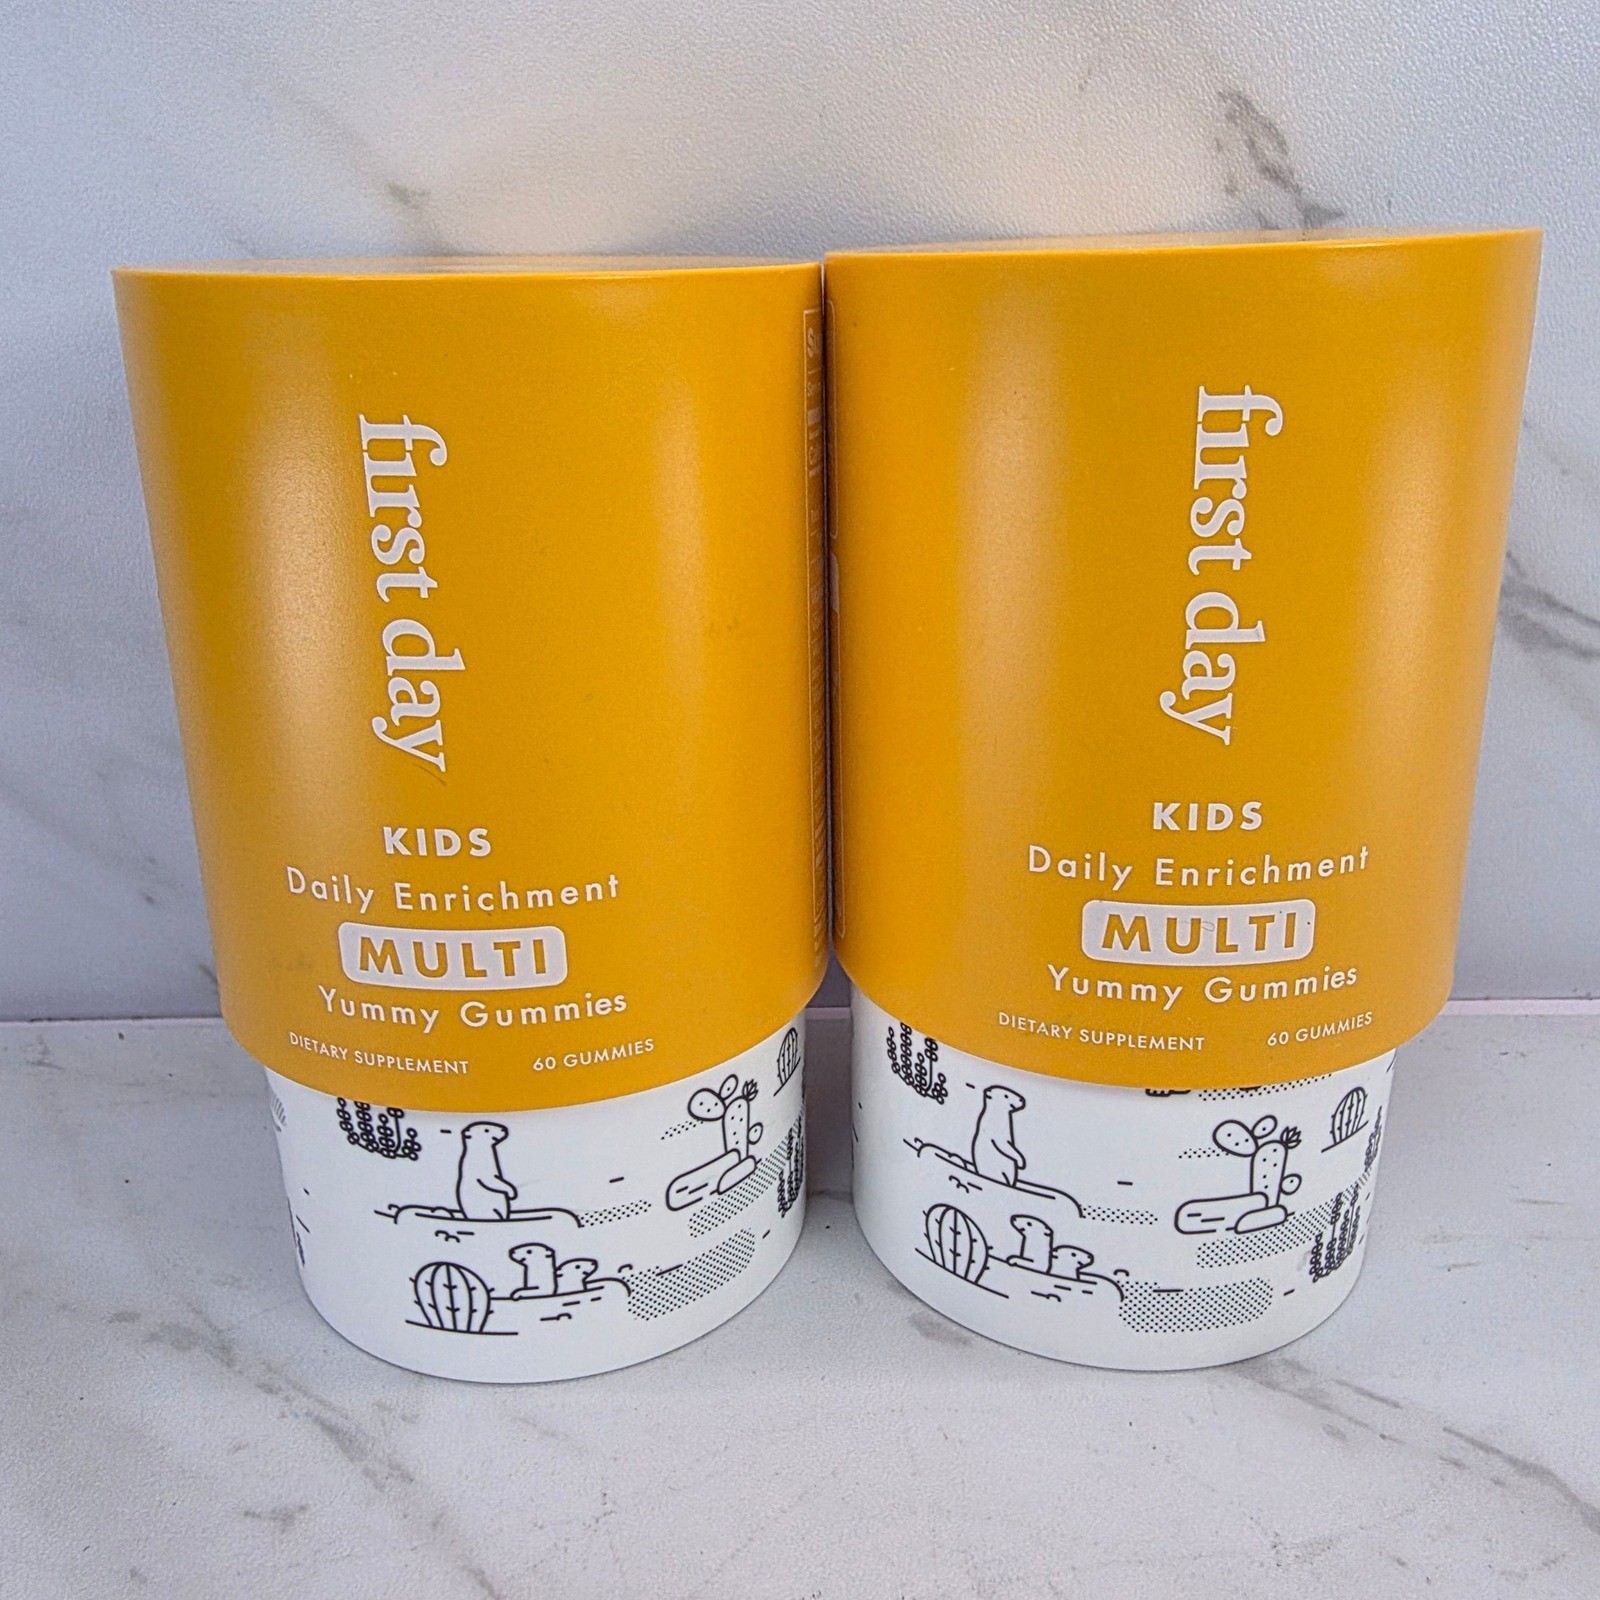 first day
KIDS
Daily Enrichment
MULTI
Yummy Gummies
DIETARY SUPPLEMENT 60 GUMMIES
first day
KIDS
Daily Enrichment
MULTI
Yummy Gummies
DIETARY SUPPLEMENT 60 GUMMIES